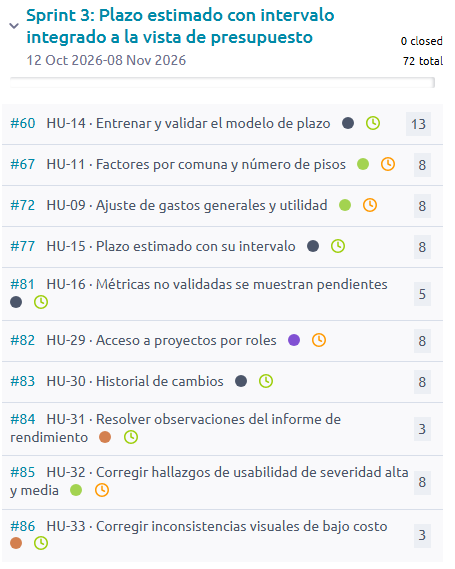 Sprint 3: Plazo estimado con intervalo
integrado a la vista de presupuesto
0 closed
12 Oct 2026-08 Nov 2026
72 total
#60 HU-14 · Entrenar y validar el modelo de plazo 13
#67 HU-11 · Factores por comuna y número de pisos 8
#72 HU-09 · Ajuste de gastos generales y utilidad 8
#77 HU-15 · Plazo estimado con su intervalo 8
#81 HU-16 · Métricas no validadas se muestran pendientes
5
#82 HU-29 · Acceso a proyectos por roles 8
#83 HU-30 · Historial de cambios 8
#84 HU-31 · Resolver observaciones del informe de
rendimiento 3
#85 HU-32 · Corregir hallazgos de usabilidad de severidad alta
y media 8
#86 HU-33 · Corregir inconsistencias visuales de bajo costo
3